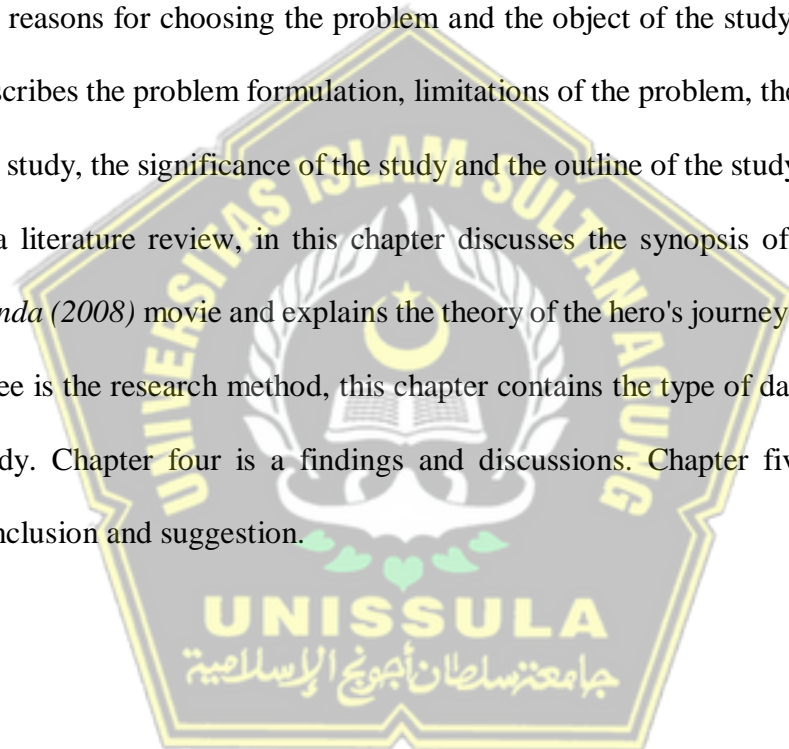 reasons for choosing the problem and the object of the study
scribes the problem formulation, limitations of the problem, the
study, the significance of the study and the outline of the study
a literature review, in this chapter discusses the synopsis of
nda (2008) movie and explains the theory of the hero's journey
ee is the research method, this chapter contains the type of da
dy. Chapter four is a findings and discussions. Chapter fiv
nclusion and suggestion.
UNIVERSITAS ISLAM SULTAN AGUNG
UNISSULA
جامعة سلطان أجونج الإسلامية